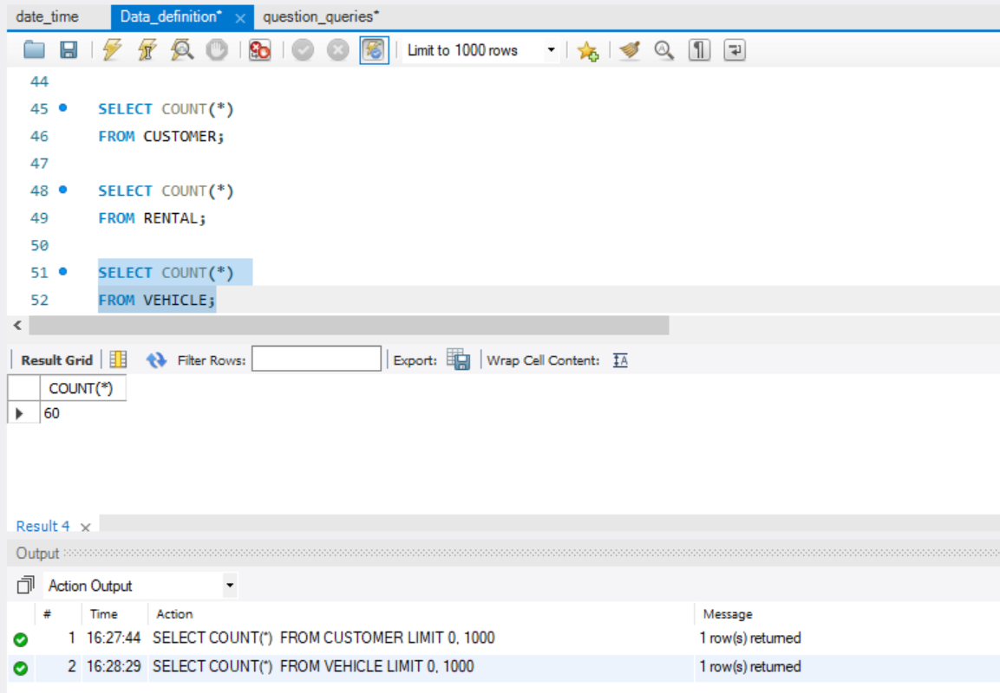 date_time Data_definition* × question_queries*
Limit to 1000 rows
44
45 SELECT COUNT(*)
46 FROM CUSTOMER;
47
48 SELECT COUNT(*)
49 FROM RENTAL;
50
51 SELECT COUNT(*)
52 FROM VEHICLE;
Result Grid Filter Rows: Export: Wrap Cell Content: IA
COUNT(*)
60
Result 4 ×
Output
Action Output
# Time Action Message
1 16:27:44 SELECT COUNT(*) FROM CUSTOMER LIMIT 0, 1000 1 row(s) returned
2 16:28:29 SELECT COUNT(*) FROM VEHICLE LIMIT 0, 1000 1 row(s) returned